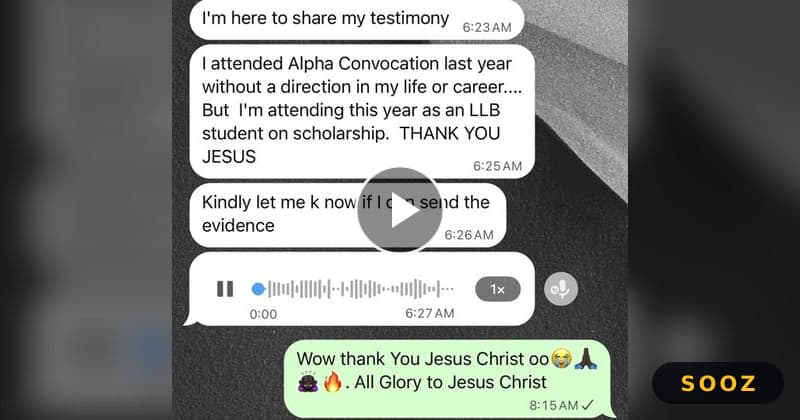 I'm here to share my testimony
6:23 AM
I attended Alpha Convocation last year
without a direction in my life or career....
But I'm attending this year as an LLB
student on scholarship. THANK YOU
JESUS
6:25 AM
Kindly let me k now if I can send the
evidence
6:26 AM
1×
0:00
6:27 AM
Wow thank You Jesus Christ oo😭🙏🏿
🙇🏿🔥. All Glory to Jesus Christ
8:15 AM ✓
SOOZ